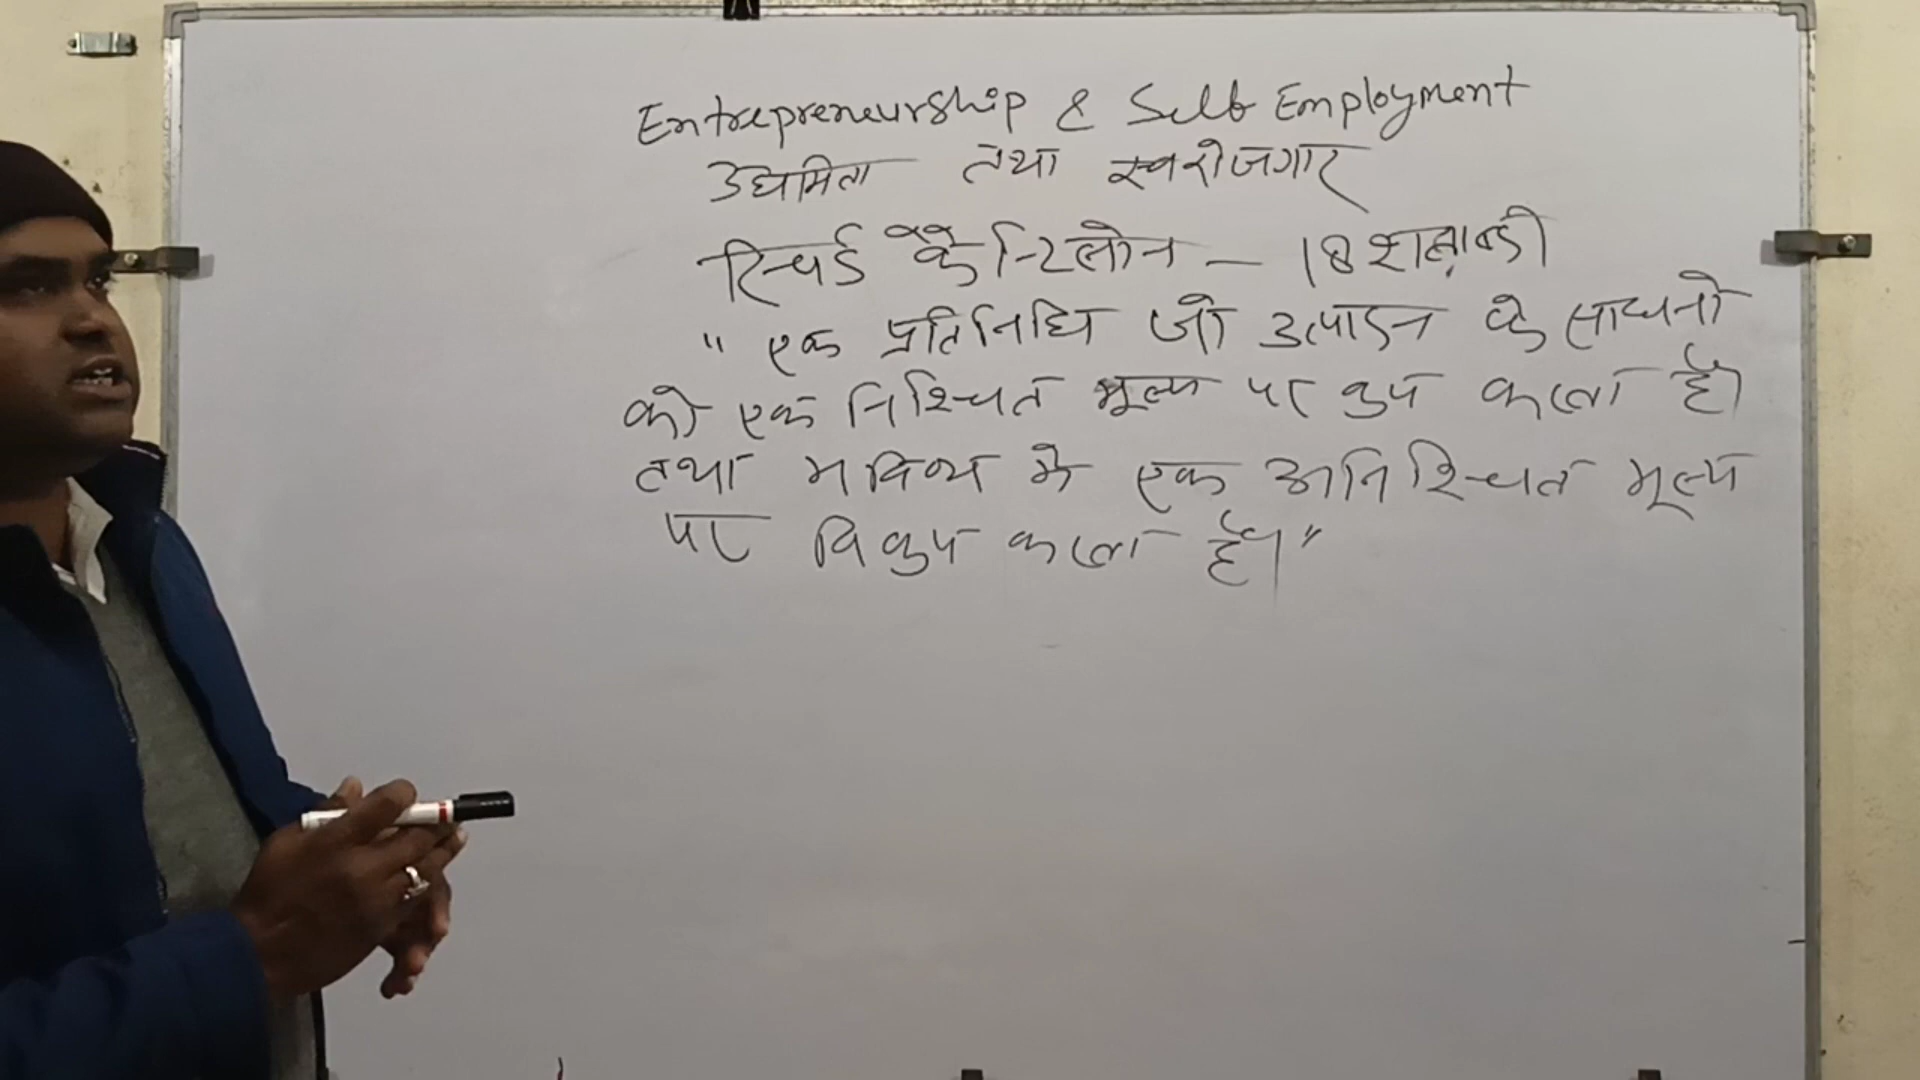 Entrepreneurship & Self Employment
उद्यमिता तथा स्वरोजगार
रिचर्ड कैन्टिलोन - 18 शताब्दी
" एक प्रतिनिधि जो उत्पादन के साधनो
को एक निश्चित मूल्य पर क्रय करता है
तथा भविष्य मे एक अनिश्चित मूल्य
पर विक्रय करता है।"